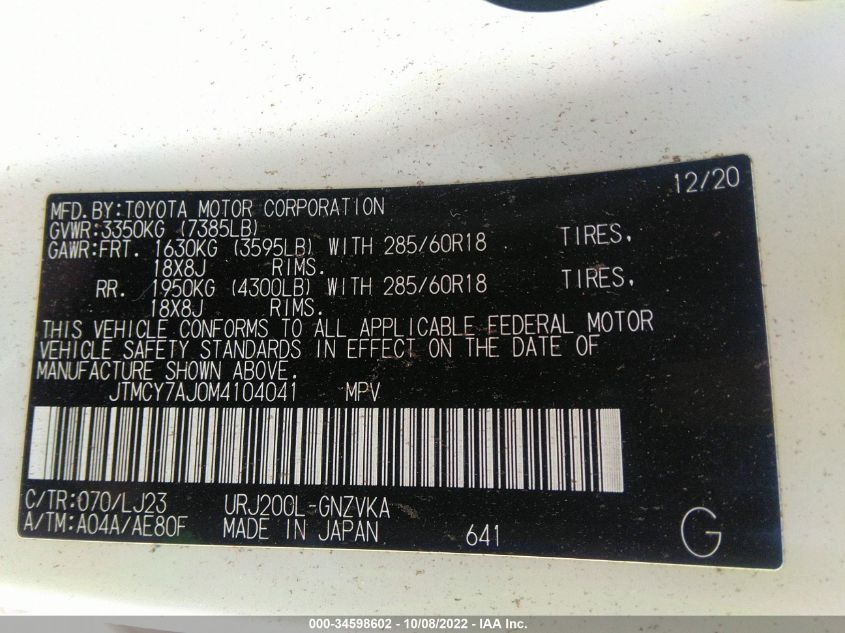 12/20
MFD.BY:TOYOTA MOTOR CORPORATION
GVWR:3350KG (7385LB)
GAWR:FRT. 1630KG (3595LB) WITH 285/60R18 TIRES,
18X8J RIMS.
RR. 1950KG (4300LB) WITH 285/60R18 TIRES,
18X8J RIMS.
THIS VEHICLE CONFORMS TO ALL APPLICABLE FEDERAL MOTOR
VEHICLE SAFETY STANDARDS IN EFFECT ON THE DATE OF
MANUFACTURE SHOWN ABOVE.
JTMCY7AJ0M4104041 MPV
C/TR:070/LJ23 URJ200L-GNZVKA
A/TM:A04A/AE80F MADE IN JAPAN 641 G
000-34598602 - 10/08/2022 - IAA Inc.